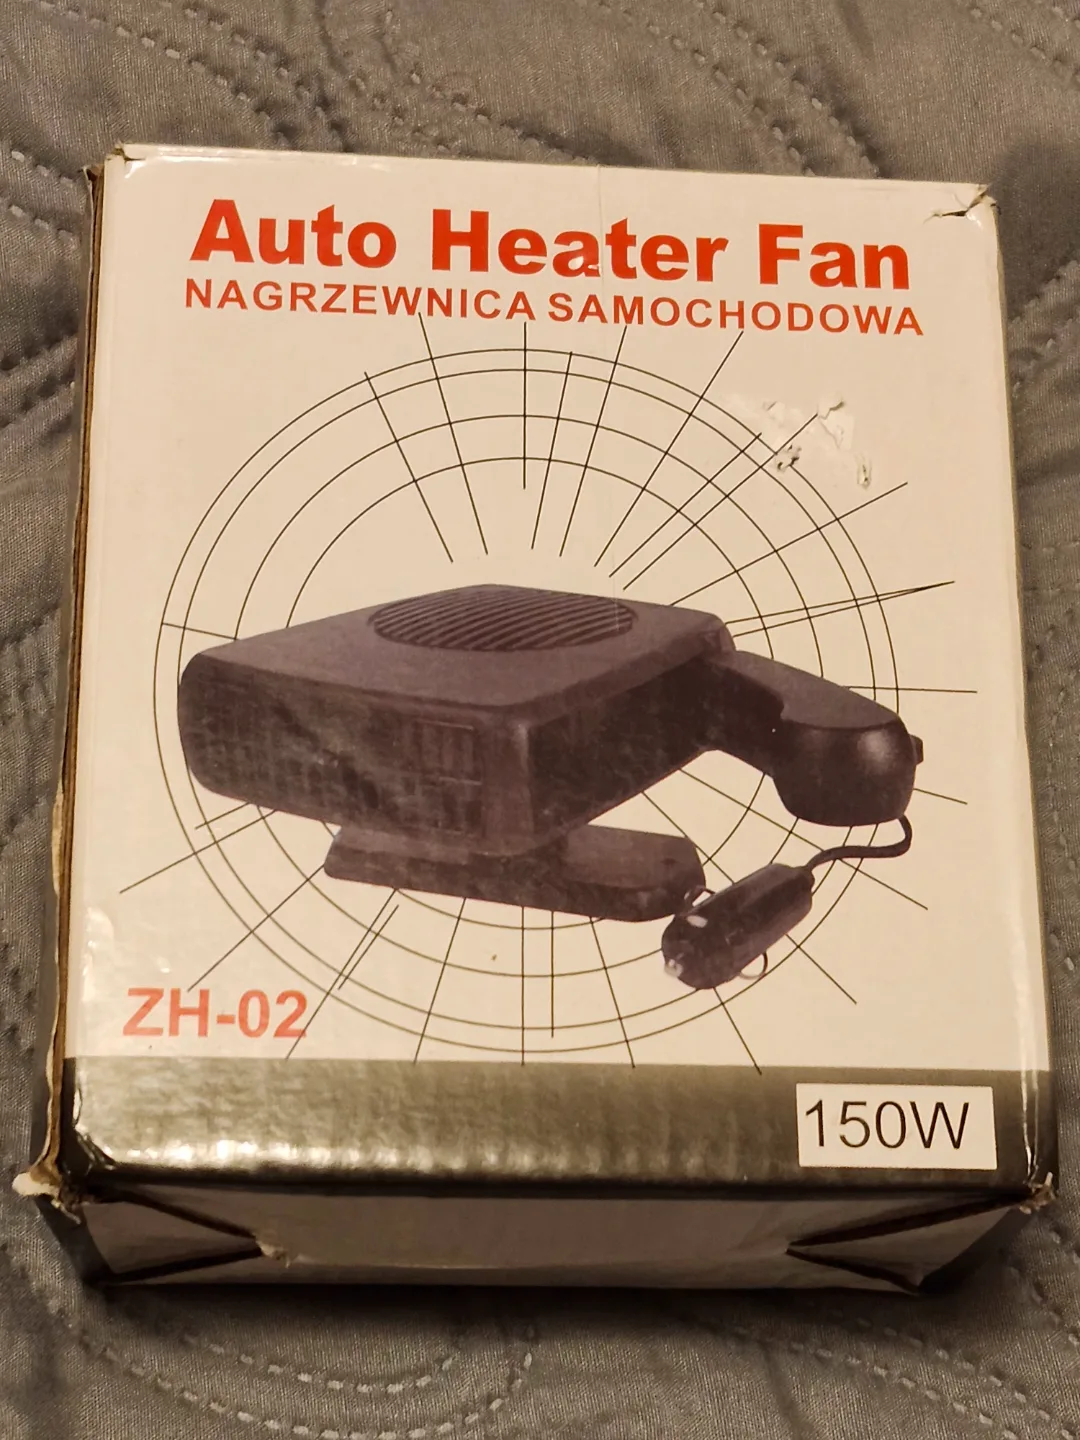 Auto Heater Fan
NAGRZEWNICA SAMOCHODOWA
ZH-02
150W